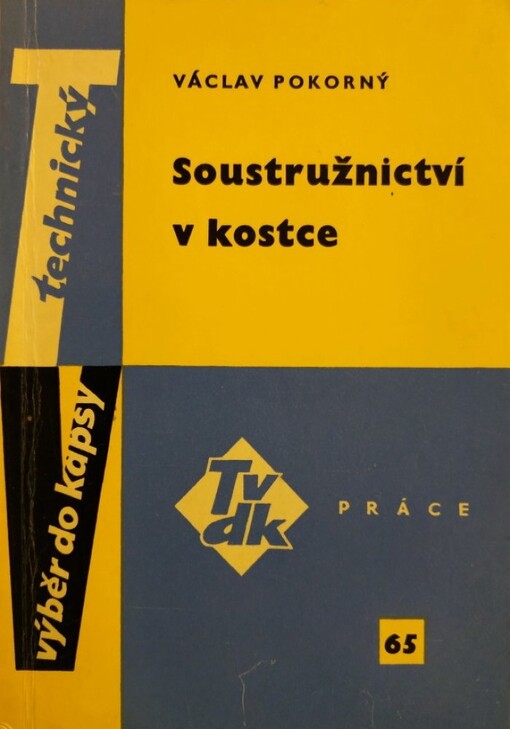 VÁCLAV POKORNÝ
Soustružnictví
v kostce
technický
výběr do kapsy
Tv
dk
PRÁCE
65